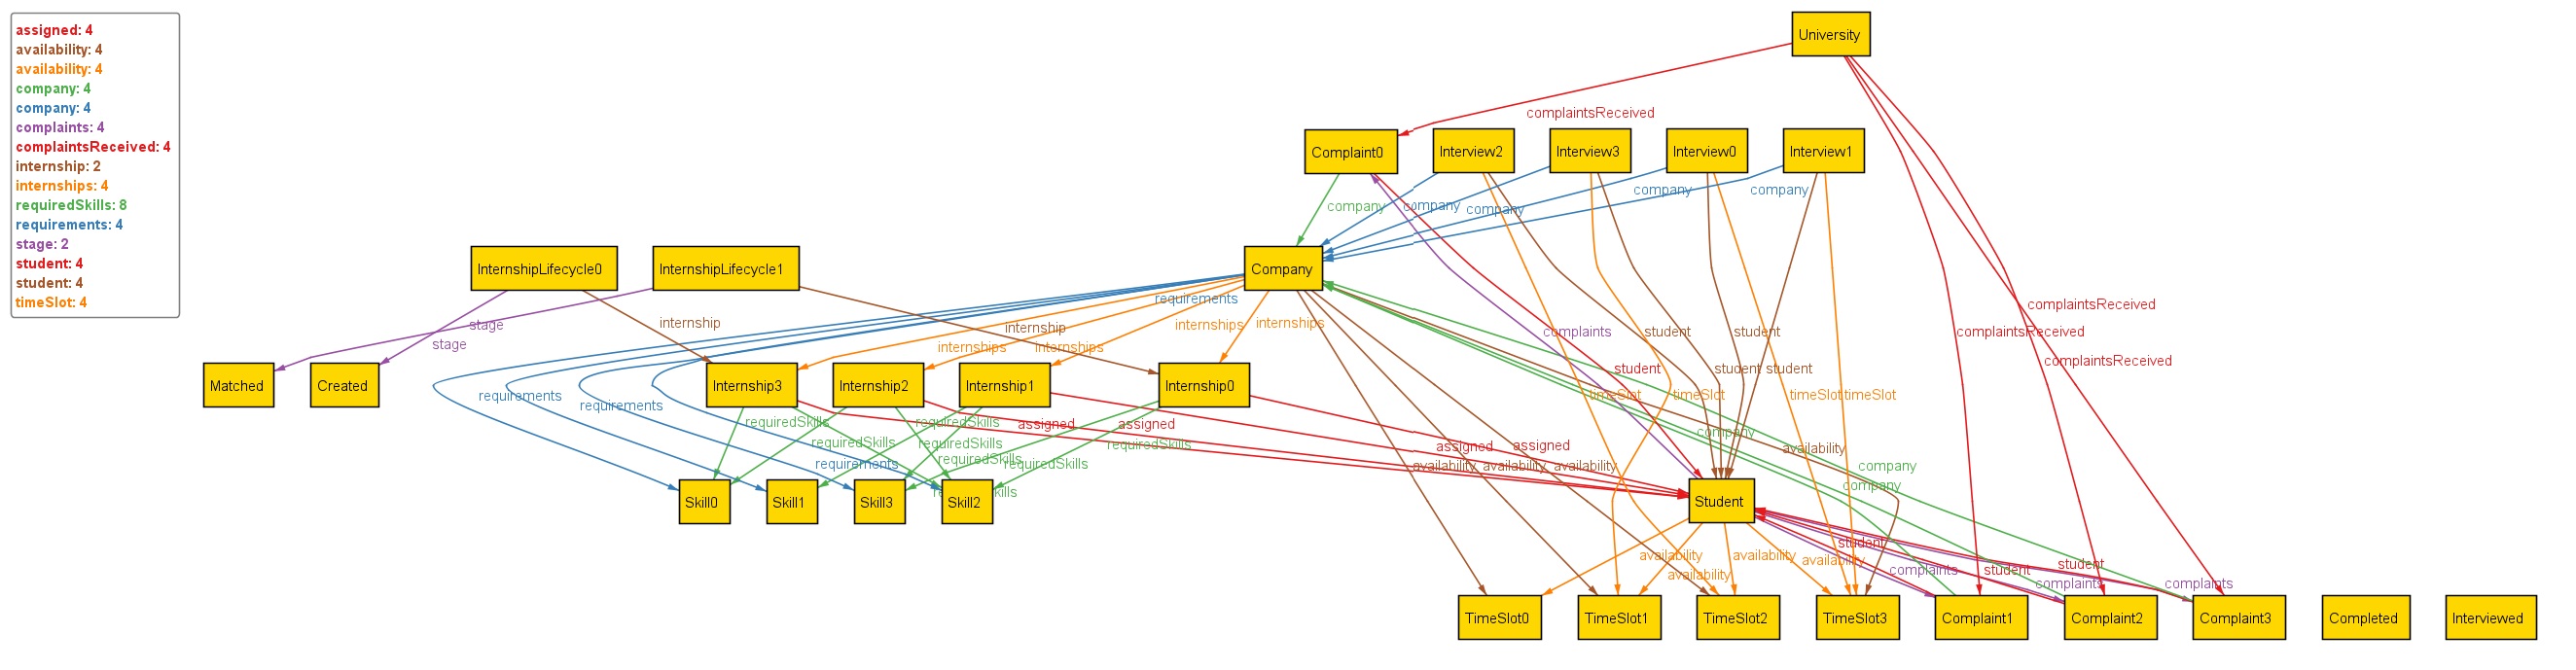 assigned: 4
availability: 4
availability: 4
company: 4
company: 4
complaints: 4
complaintsReceived: 4
internship: 2
internships: 4
requiredSkills: 8
requirements: 4
stage: 2
student: 4
student: 4
timeSlot: 4
University
complaintsReceived
Complaint0
Interview2
Interview3
Interview0
Interview1
company
company
company
company
company
InternshipLifecycle0
InternshipLifecycle1
Company
requirements
complaintsReceived
stage
internship
internship
internships
internships
complaints
student
student
complaintsReceived
stage
internships
internships
complaintsReceived
student
student
student
Matched
Created
Internship3
Internship2
Internship1
Internship0
requirements
requirements
timeSlot
timeSlot
timeSlot
timeSlot
requiredSkills
requiredSkills
assigned
assigned
company
requiredSkills
requiredSkills
requiredSkills
assigned
assigned
availability
requirements
requiredSkills
requiredSkills
availability
availability
availability
company
company
requiredSkills
Skill0
Skill1
Skill3
Skill2
Student
student
availability
availability
availability
availability
complaints
student
student
complaints
complaints
TimeSlot0
TimeSlot1
TimeSlot2
TimeSlot3
Complaint1
Complaint2
Complaint3
Completed
Interviewed